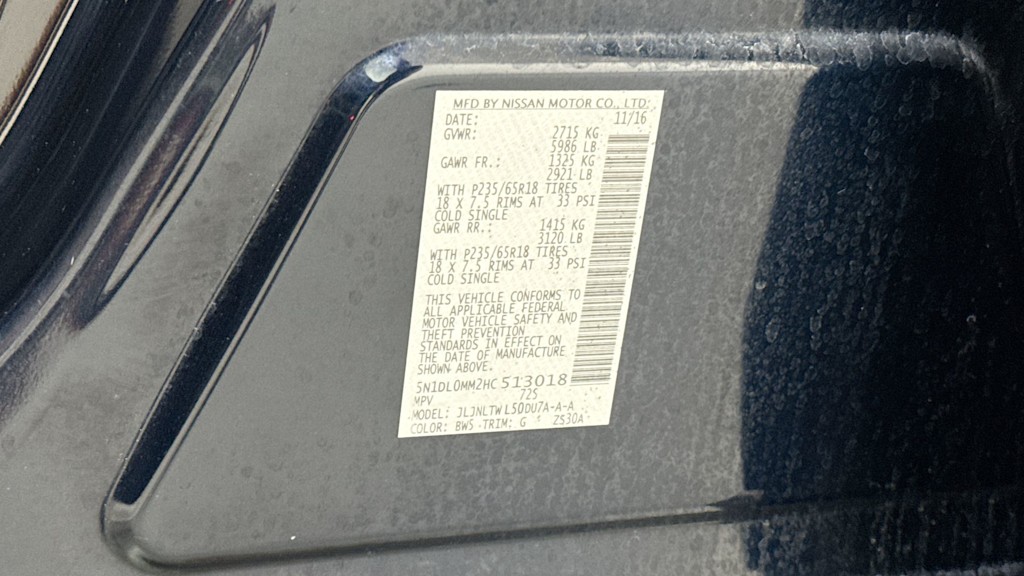 MFD BY NISSAN MOTOR CO., LTD.
DATE: 11/16
GVWR: 2715 KG
5986 LB
GAWR FR.: 1325 KG
2921 LB
WITH P235/65R18 TIRES
18 X 7.5 RIMS AT 33 PSI
COLD SINGLE
GAWR RR.: 1415 KG
3120 LB
WITH P235/65R18 TIRES
18 X 7.5 RIMS AT 33 PSI
COLD SINGLE
THIS VEHICLE CONFORMS TO
ALL APPLICABLE FEDERAL
MOTOR VEHICLE SAFETY AND
THEFT PREVENTION
STANDARDS IN EFFECT ON
THE DATE OF MANUFACTURE
SHOWN ABOVE.
5N1DL0MM2HC513018
MPV 725
MODEL: JLJNLTWL50DU7A-A-A
COLOR: BW5 TRIM: G ZS30A